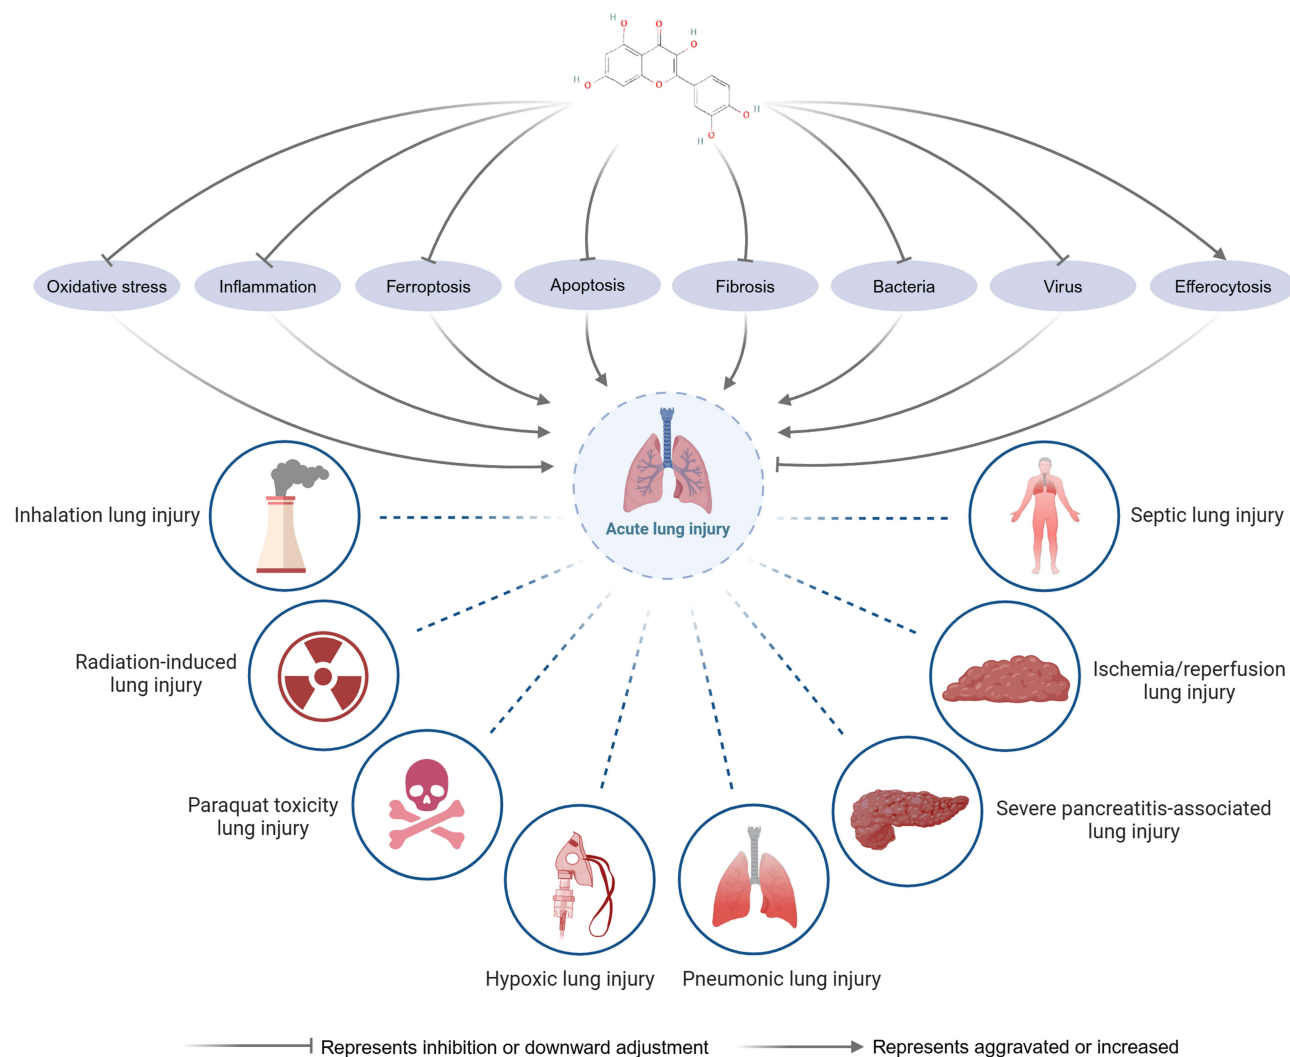 H
O
O
O
H
H
O
O
O
H
O
H
Oxidative stress
Inflammation
Ferroptosis
Apoptosis
Fibrosis
Bacteria
Virus
Efferocytosis
Acute lung injury
Inhalation lung injury
Septic lung injury
Radiation-induced
lung injury
Ischemia/reperfusion
lung injury
Paraquat toxicity
lung injury
Severe pancreatitis-associated
lung injury
Hypoxic lung injury
Pneumonic lung injury
Represents inhibition or downward adjustment
Represents aggravated or increased